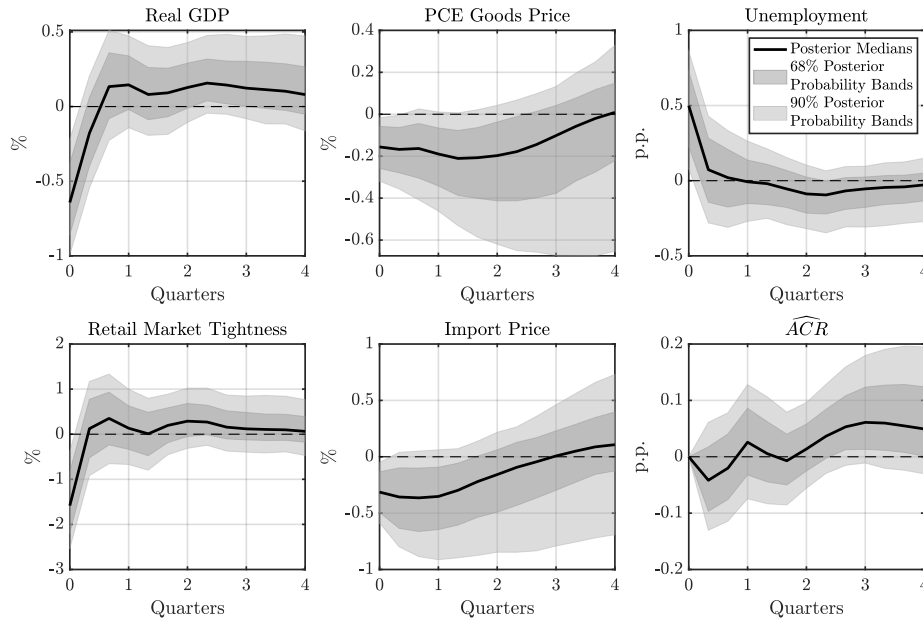 Real GDP
0.5
0
-0.5
-1
%
0 1 2 3 4
Quarters
PCE Goods Price
0.4
0.2
0
-0.2
-0.4
-0.6
%
0 1 2 3 4
Quarters
Unemployment
1
0.5
0
-0.5
p.p.
Posterior Medians
68% Posterior
Probability Bands
90% Posterior
Probability Bands
0 1 2 3 4
Quarters
Retail Market Tightness
2
1
0
-1
-2
-3
%
0 1 2 3 4
Quarters
Import Price
1
0.5
0
-0.5
-1
%
0 1 2 3 4
Quarters
$\widehat{ACR}$
0.2
0.1
0
-0.1
-0.2
p.p.
0 1 2 3 4
Quarters